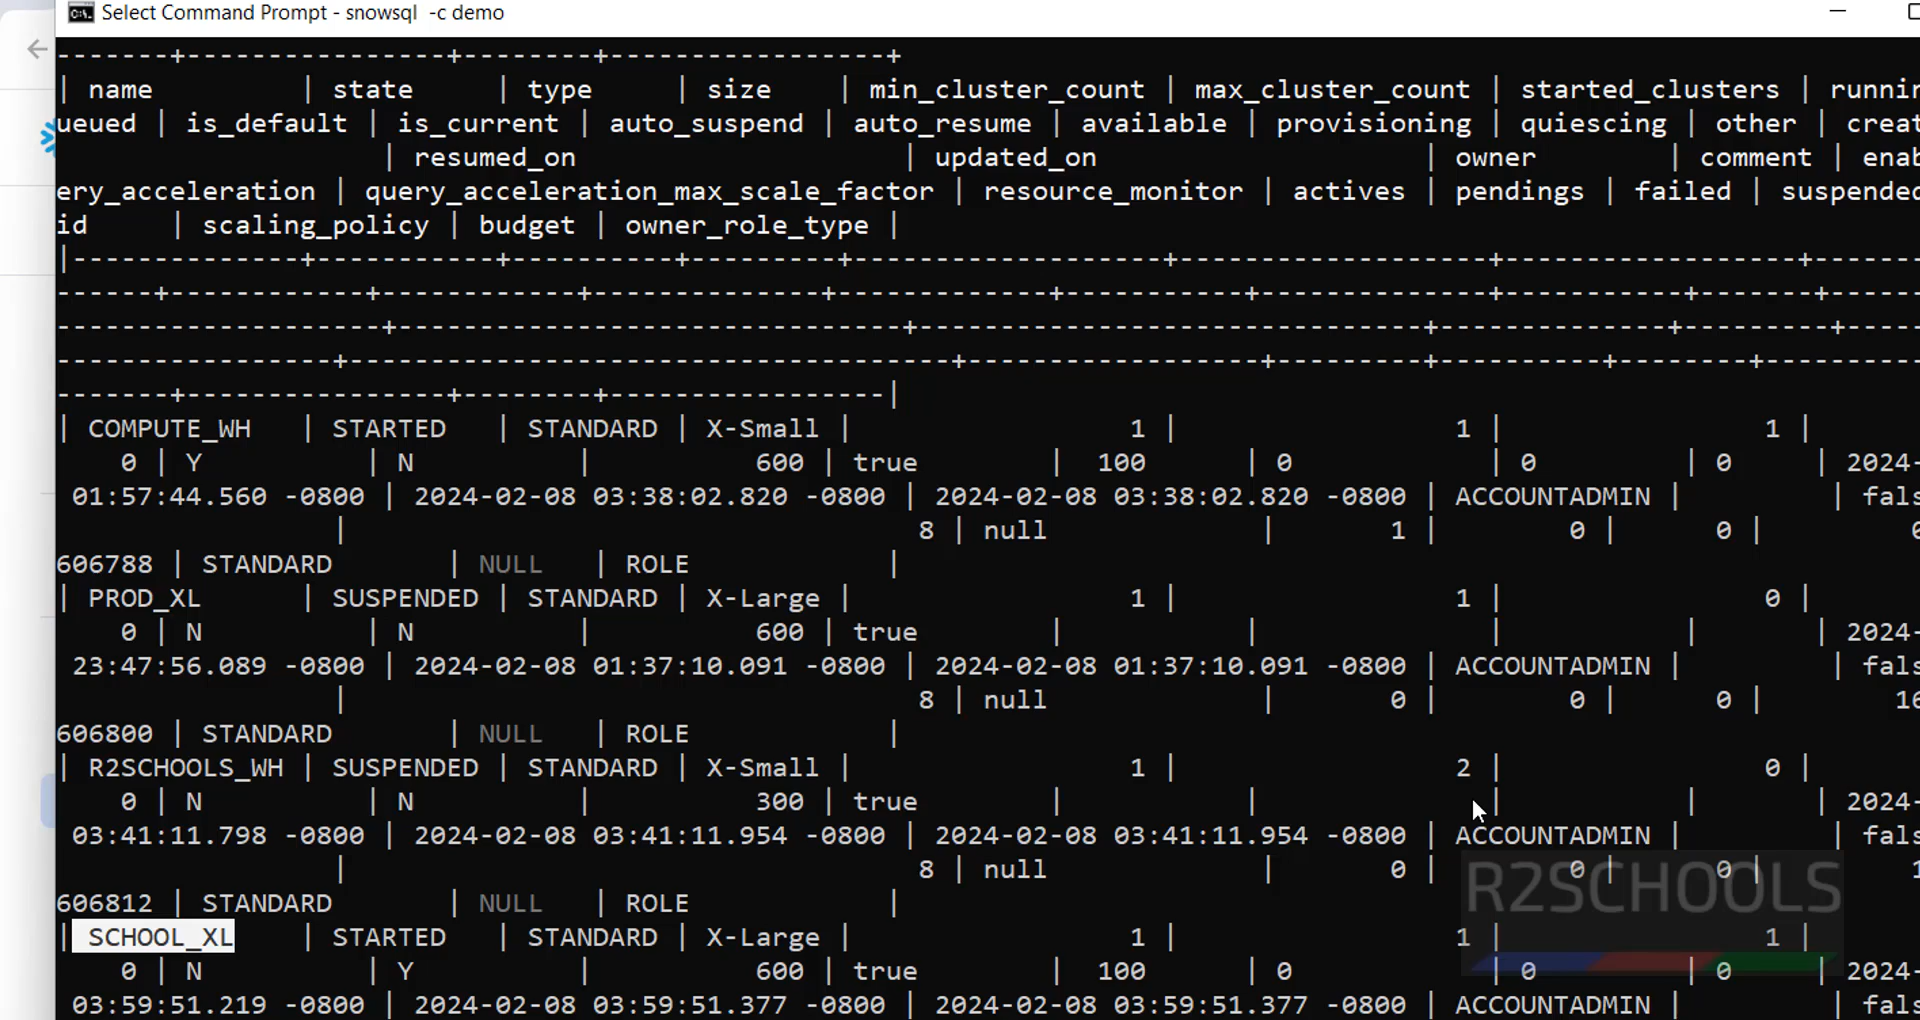 Select Command Prompt - snowsql -c demo
-------+----------------+--------+-----------------+
| name | state | type | size | min_cluster_count | max_cluster_count | started_clusters | runnin
ueued | is_default | is_current | auto_suspend | auto_resume | available | provisioning | quiescing | other | creat
| resumed_on | updated_on | owner | comment | enab
ery_acceleration | query_acceleration_max_scale_factor | resource_monitor | actives | pendings | failed | suspended
id | scaling_policy | budget | owner_role_type |
|--------------+-----------+----------+---------+-------------------+-------------------+------------------+-------
------+------------+------------+--------------+-------------+-----------+--------------+-----------+-------+------
--------------------+-------------------------------+-------------------------------+--------------+---------+-----
-----------------+-------------------------------------+------------------+---------+----------+--------+----------
-------+----------------+--------+-----------------|
| COMPUTE_WH | STARTED | STANDARD | X-Small | 1 | 1 | 1 |
0 | Y | N | 600 | true | 100 | 0 | 0 | 0 | 2024-
01:57:44.560 -0800 | 2024-02-08 03:38:02.820 -0800 | 2024-02-08 03:38:02.820 -0800 | ACCOUNTADMIN | | fals
| 8 | null | 1 | 0 | 0 | 0
606788 | STANDARD | NULL | ROLE |
| PROD_XL | SUSPENDED | STANDARD | X-Large | 1 | 1 | 0 |
0 | N | N | 600 | true | | | | | 2024-
23:47:56.089 -0800 | 2024-02-08 01:37:10.091 -0800 | 2024-02-08 01:37:10.091 -0800 | ACCOUNTADMIN | | fals
| 8 | null | 0 | 0 | 0 | 16
606800 | STANDARD | NULL | ROLE |
| R2SCHOOLS_WH | SUSPENDED | STANDARD | X-Small | 1 | 2 | 0 |
0 | N | N | 300 | true | | | | | 2024-
03:41:11.798 -0800 | 2024-02-08 03:41:11.954 -0800 | 2024-02-08 03:41:11.954 -0800 | ACCOUNTADMIN | | fals
| 8 | null | 0 | 0 | 0 | 1
606812 | STANDARD | NULL | ROLE |
R2SCHOOLS
| SCHOOL_XL | STARTED | STANDARD | X-Large | 1 | 1 | 1 |
0 | N | Y | 600 | true | 100 | 0 | 0 | 0 | 2024-
03:59:51.219 -0800 | 2024-02-08 03:59:51.377 -0800 | 2024-02-08 03:59:51.377 -0800 | ACCOUNTADMIN | | fals